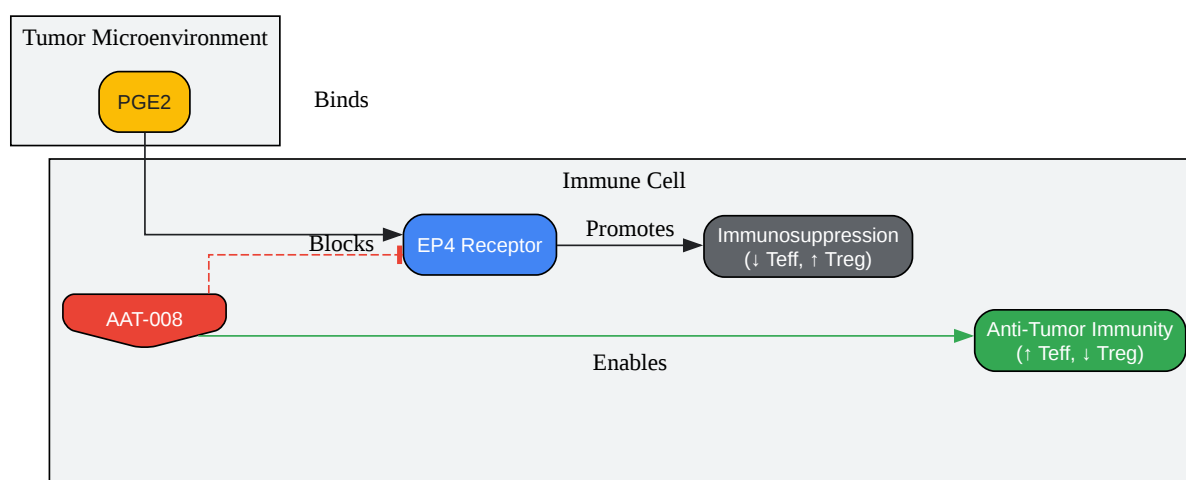 Tumor Microenvironment
PGE2
Binds
Immune Cell
Promotes
Blocks
EP4 Receptor
Immunosuppression
(↓ Teff, ↑ Treg)
AAT-008
Anti-Tumor Immunity
(↑ Teff, ↓ Treg)
Enables